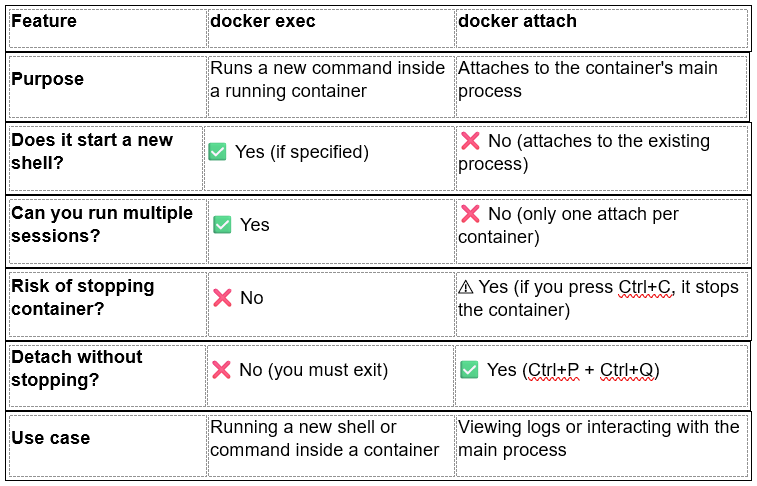 Feature docker exec docker attach
Purpose
Runs a new command inside
a running container
Attaches to the container's main
process
Does it start a new
shell?
✅ Yes (if specified)
❌ No (attaches to the existing
process)
Can you run multiple
sessions?
✅ Yes
❌ No (only one attach per
container)
Risk of stopping
container?
❌ No
⚠ Yes (if you press Ctrl+C, it stops
the container)
Detach without
stopping?
❌ No (you must exit)
✅ Yes (Ctrl+P + Ctrl+Q)
Use case
Running a new shell or
command inside a container
Viewing logs or interacting with the
main process